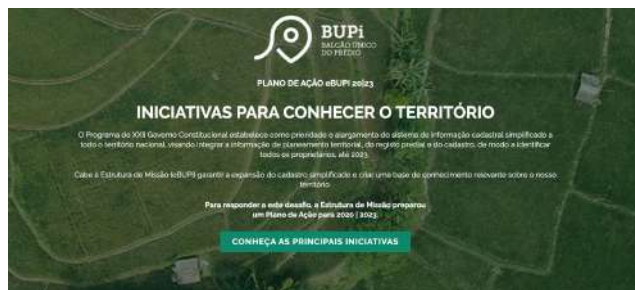 BUPi
BALCÃO ÚNICO
DO PRÉDIO
PLANO DE AÇÃO eBUPi 20|23
INICIATIVAS PARA CONHECER O TERRITÓRIO
O Programa do XXII Governo Constitucional estabelece como prioridade o alargamento do sistema de informação cadastral simplificado a
todo o território nacional, visando integrar a informação de planeamento territorial, do registo predial e do cadastro, de modo a identificar
todos os proprietários, até 2023.
Cabe à Estrutura de Missão (eBUPi) garantir a expansão do cadastro simplificado e criar uma base de conhecimento relevante sobre o nosso
território.
Para responder a este desafio, a Estrutura de Missão preparou
um Plano de Ação para 2020 | 2023.
CONHEÇA AS PRINCIPAIS INICIATIVAS